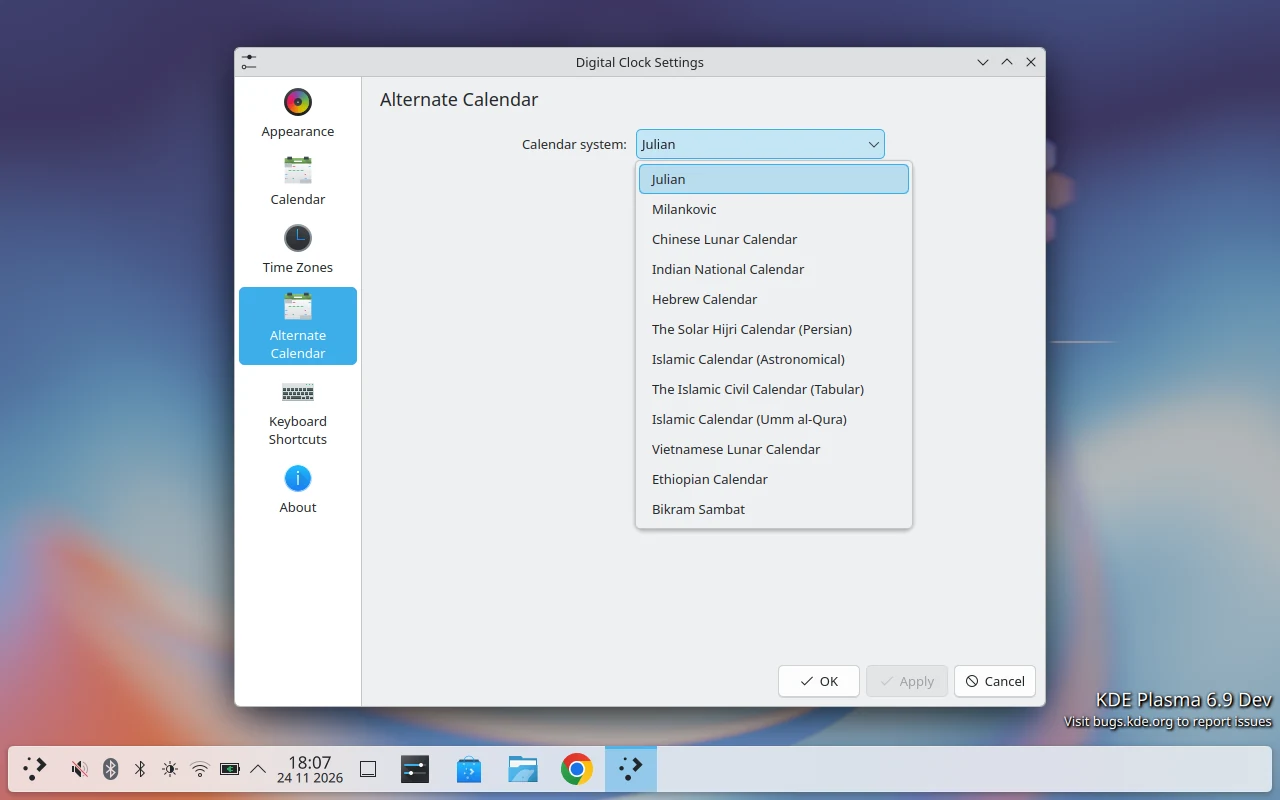 Digital Clock Settings
Appearance
Calendar
Time Zones
Alternate
Calendar
Keyboard
Shortcuts
About
Alternate Calendar
Calendar system:
Julian
Julian
Milankovic
Chinese Lunar Calendar
Indian National Calendar
Hebrew Calendar
The Solar Hijri Calendar (Persian)
Islamic Calendar (Astronomical)
The Islamic Civil Calendar (Tabular)
Islamic Calendar (Umm al-Qura)
Vietnamese Lunar Calendar
Ethiopian Calendar
Bikram Sambat
OK
Apply
Cancel
KDE Plasma 6.9 Dev
Visit bugs.kde.org to report issues
18:07
24 11 2026